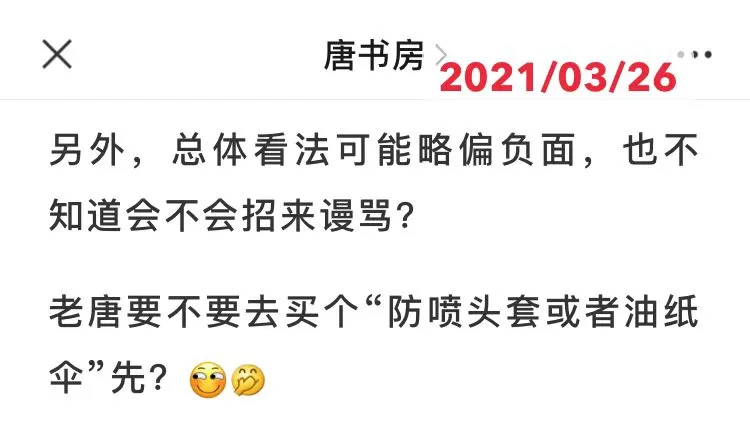 唐书房
2021/03/26
另外，总体看法可能略偏负面，也不
知道会不会招来谩骂？
老唐要不要去买个“防喷头套或者油纸
伞”先？